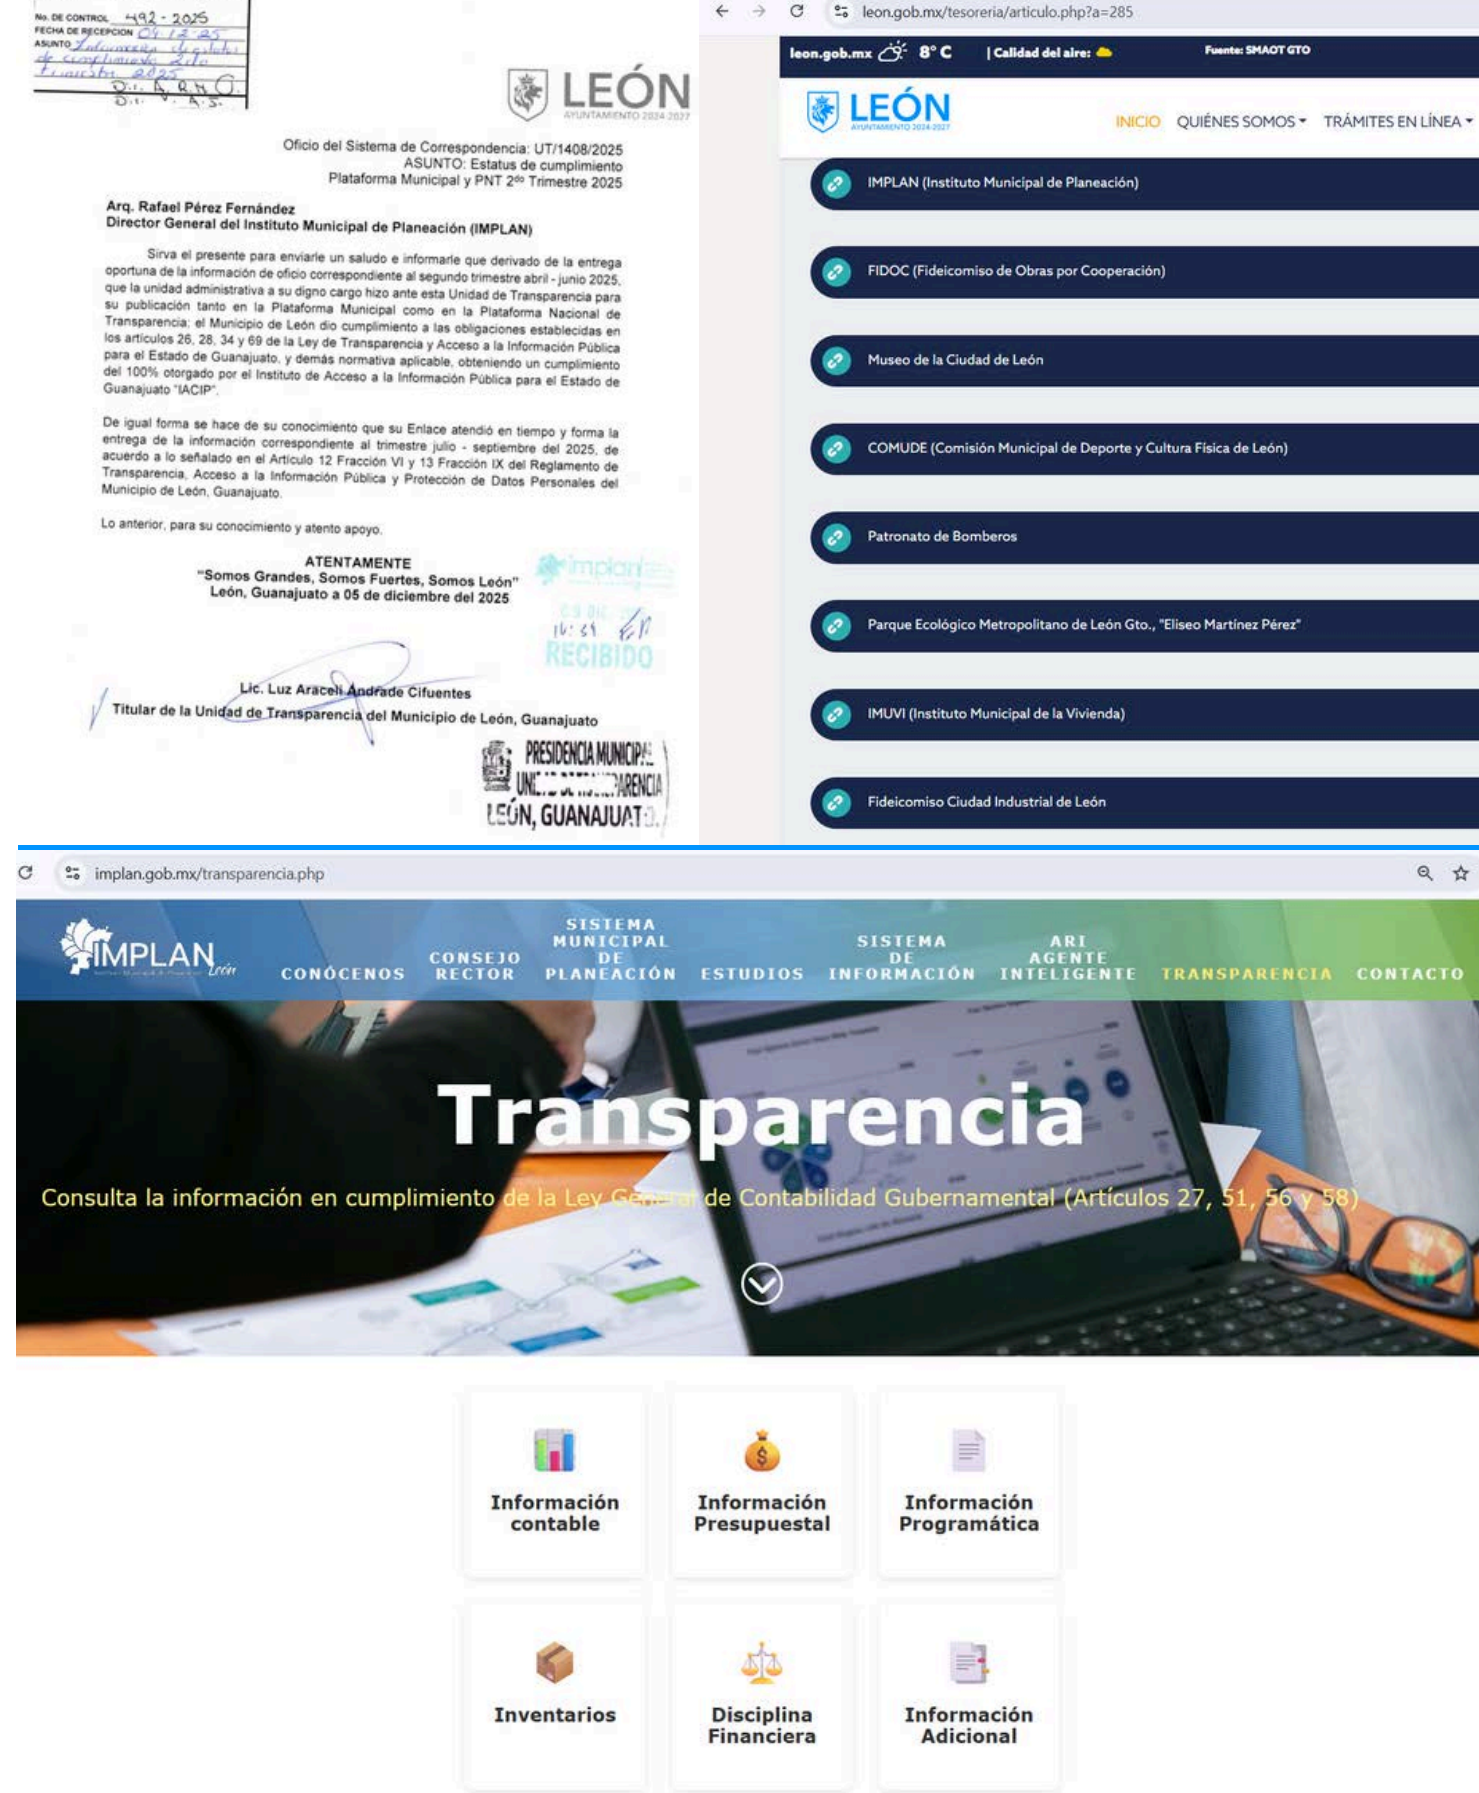 No. DE CONTROL 492 - 2025
FECHA DE RECEPCION 09-12-25
ASUNTO
de cumplimiento 2do
trimestre 2025
LEÓN
AYUNTAMIENTO 2024-2027
Oficio del Sistema de Correspondencia: UT/1408/2025
ASUNTO: Estatus de cumplimiento
Plataforma Municipal y PNT 2do Trimestre 2025
Arq. Rafael Pérez Fernández
Director General del Instituto Municipal de Planeación (IMPLAN)
Sirva el presente para enviarle un saludo e informarle que derivado de la entrega
oportuna de la información de oficio correspondiente al segundo trimestre abril - junio 2025,
que la unidad administrativa a su digno cargo hizo ante esta Unidad de Transparencia para
su publicación tanto en la Plataforma Municipal como en la Plataforma Nacional de
Transparencia; el Municipio de León dio cumplimiento a las obligaciones establecidas en
los artículos 26, 28, 34 y 69 de la Ley de Transparencia y Acceso a la Información Pública
para el Estado de Guanajuato, y demás normativa aplicable, obteniendo un cumplimiento
del 100% otorgado por el Instituto de Acceso a la Información Pública para el Estado de
Guanajuato "IACIP".
De igual forma se hace de su conocimiento que su Enlace atendió en tiempo y forma la
entrega de la información correspondiente al trimestre julio - septiembre del 2025, de
acuerdo a lo señalado en el Artículo 12 Fracción VI y 13 Fracción IX del Reglamento de
Transparencia, Acceso a la Información Pública y Protección de Datos Personales del
Municipio de León, Guanajuato.
Lo anterior, para su conocimiento y atento apoyo.
ATENTAMENTE
"Somos Grandes, Somos Fuertes, Somos León"
León, Guanajuato a 05 de diciembre del 2025
implan
16:39
RECIBIDO
Lic. Luz Araceli Andrade Cifuentes
Titular de la Unidad de Transparencia del Municipio de León, Guanajuato
PRESIDENCIA MUNICIPAL
LEÓN, GUANAJUATO.
leon.gob.mx/tesoreria/articulo.php?a=285
leon.gob.mx 8° C | Calidad del aire: Fuente: SMAOT GTO
LEÓN
AYUNTAMIENTO 2024-2027
INICIO QUIÉNES SOMOS TRÁMITES EN LÍNEA
IMPLAN (Instituto Municipal de Planeación)
FIDOC (Fideicomiso de Obras por Cooperación)
Museo de la Ciudad de León
COMUDE (Comisión Municipal de Deporte y Cultura Física de León)
Patronato de Bomberos
Parque Ecológico Metropolitano de León Gto., "Eliseo Martínez Pérez"
IMUVI (Instituto Municipal de la Vivienda)
Fideicomiso Ciudad Industrial de León
implan.gob.mx/transparencia.php
IMPLAN
León
CONÓCENOS
CONSEJO
RECTOR
SISTEMA
MUNICIPAL
DE
PLANEACIÓN
ESTUDIOS
SISTEMA
DE
INFORMACIÓN
ARI
AGENTE
INTELIGENTE
TRANSPARENCIA
CONTACTO
Transparencia
Consulta la información en cumplimiento de la Ley General de Contabilidad Gubernamental (Artículos 27, 51, 56 y 58)
Información
contable
Información
Presupuestal
Información
Programática
Inventarios
Disciplina
Financiera
Información
Adicional